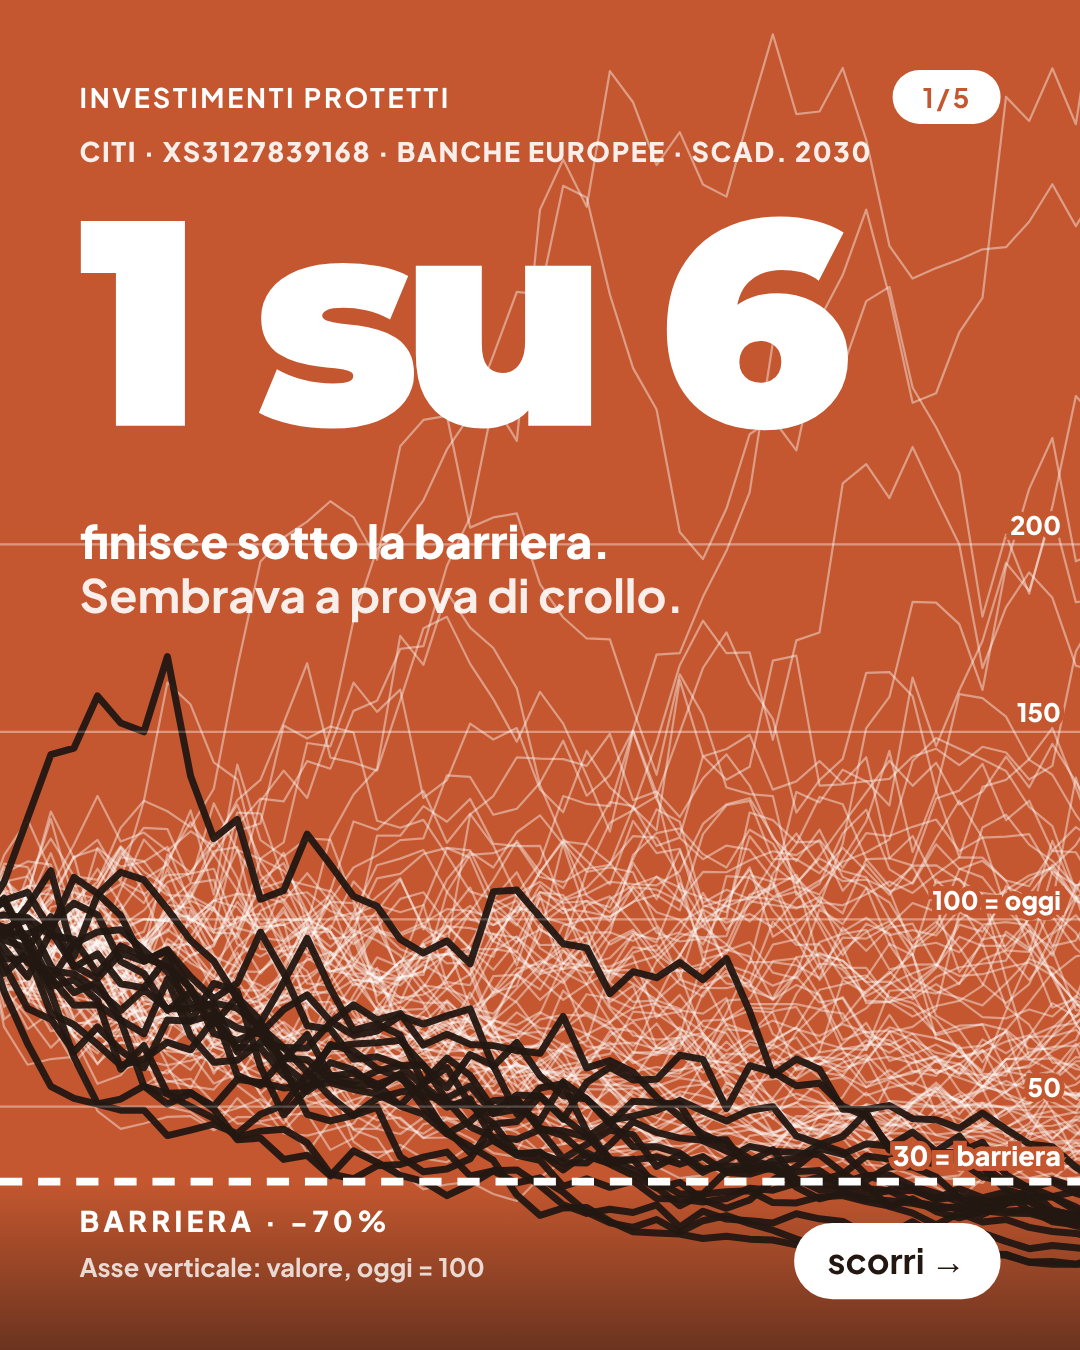 INVESTIMENTI PROTETTI
1/5
CITI · XS3127839168 · BANCHE EUROPEE · SCAD. 2030
1 su 6
finisce sotto la barriera.
Sembrava a prova di crollo.
200
150
100 = oggi
50
30 = barriera
BARRIERA · −70%
Asse verticale: valore, oggi = 100
scorri →